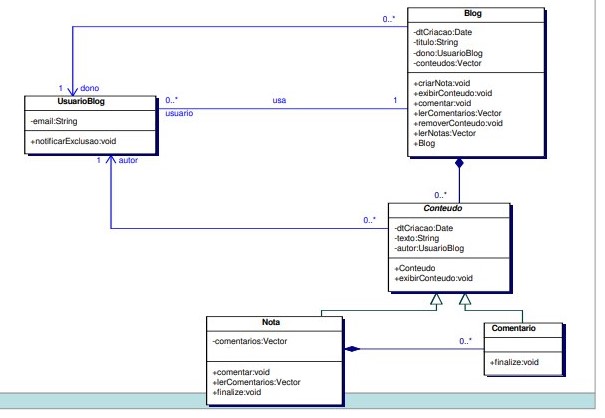 Blog
-dtCriacao:Date
-titulo:String
-dono:UsuarioBlog
-conteudos:Vector
+criarNota:void
+exibirConteudo:void
+comentar:void
+lerComentarios:Vector
+removerConteudo:void
+lerNotas:Vector
+Blog
0..*
1 dono
UsuarioBlog
-email:String
+notificarExclusao:void
0..* usa 1
usuario
1 autor
0..*
0..*
Conteudo
-dtCriacao:Date
-texto:String
-autor:UsuarioBlog
+Conteudo
+exibirConteudo:void
Nota
-comentarios:Vector
+comentar:void
+lerComentarios:Vector
+finalize:void
0..*
Comentario
+finalize:void